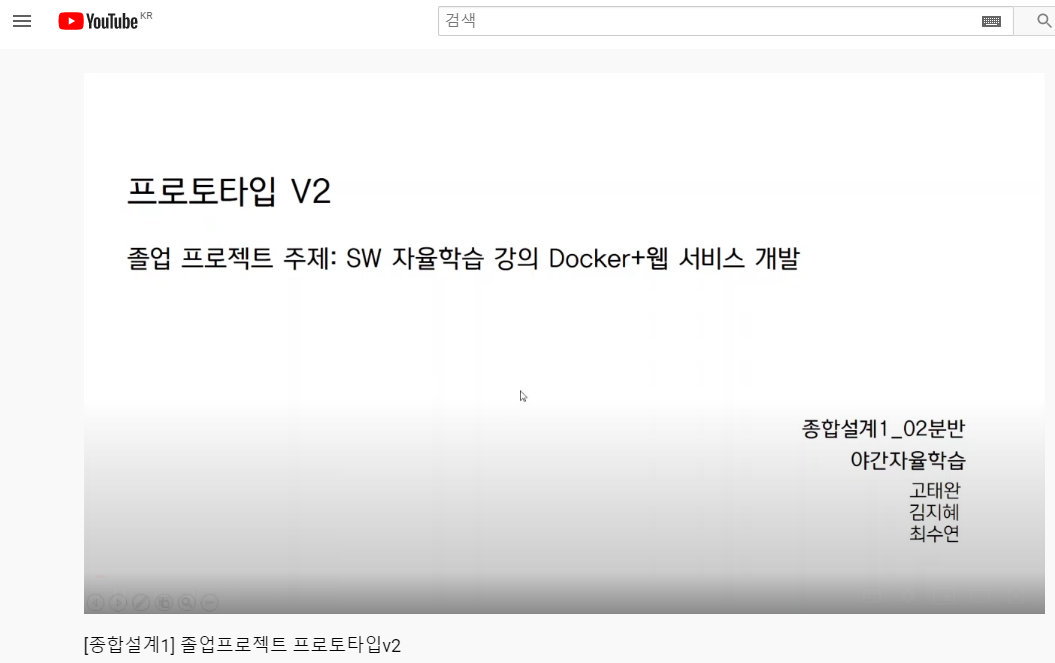 YouTube KR
검색
프로토타입 V2
졸업 프로젝트 주제: SW 자율학습 강의 Docker+웹 서비스 개발
종합설계1_02분반
야간자율학습
고태완
김지혜
최수연
[종합설계1] 졸업프로젝트 프로토타입v2